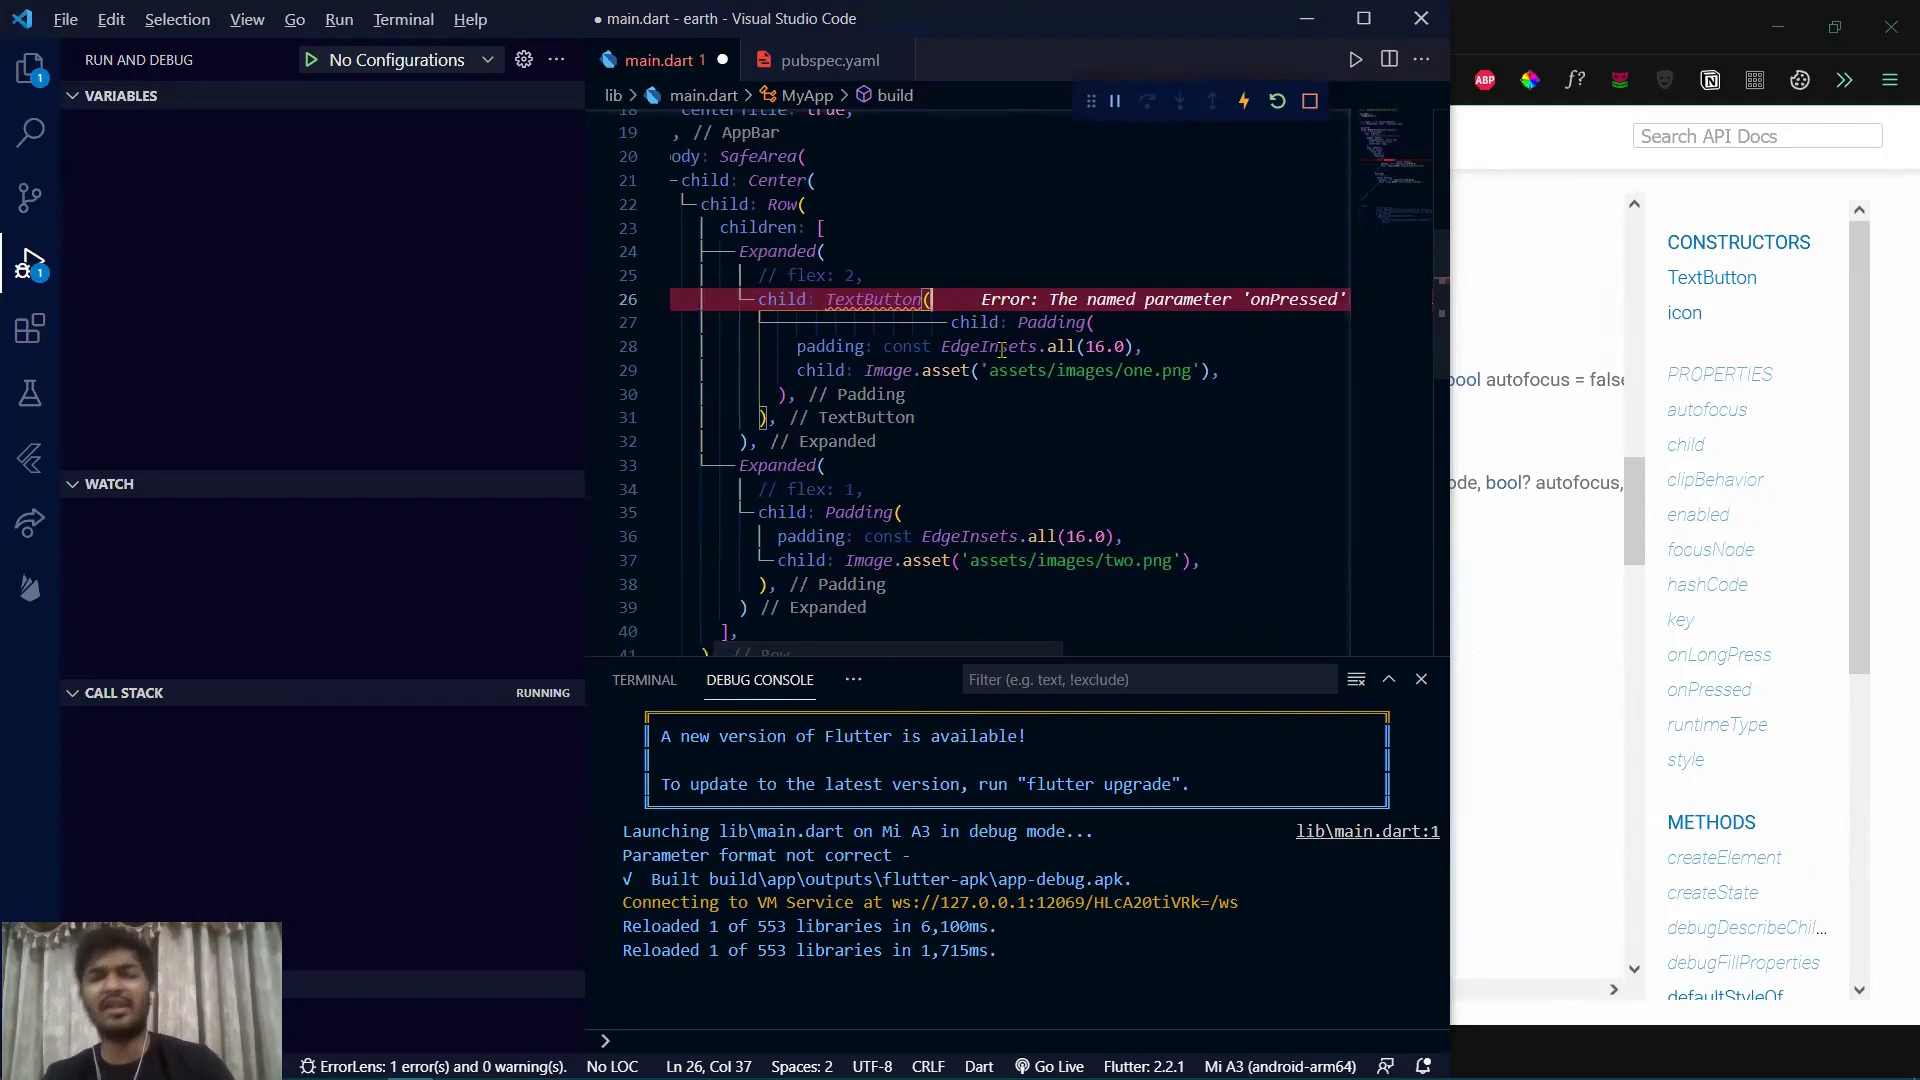 File Edit Selection View Go Run Terminal Help
● main.dart - earth - Visual Studio Code
RUN AND DEBUG
No Configurations
VARIABLES
WATCH
CALL STACK
RUNNING
main.dart 1
pubspec.yaml
lib > main.dart > MyApp > build
19 , // AppBar
20 ody: SafeArea(
21 child: Center(
22 child: Row(
23 children: [
24 Expanded(
25 // flex: 2,
26 child: TextButton( Error: The named parameter 'onPressed'
27 child: Padding(
28 padding: const EdgeInsets.all(16.0),
29 child: Image.asset('assets/images/one.png'),
30 ), // Padding
31 ), // TextButton
32 ), // Expanded
33 Expanded(
34 // flex: 1,
35 child: Padding(
36 padding: const EdgeInsets.all(16.0),
37 child: Image.asset('assets/images/two.png'),
38 ), // Padding
39 ) // Expanded
40 ],
41 ) // Row
TERMINAL DEBUG CONSOLE
Filter (e.g. text, !exclude)
A new version of Flutter is available!
To update to the latest version, run "flutter upgrade".
Launching lib\main.dart on Mi A3 in debug mode...
lib\main.dart:1
Parameter format not correct -
√ Built build\app\outputs\flutter-apk\app-debug.apk.
Connecting to VM Service at ws://127.0.0.1:12069/HLcA20tiVRk=/ws
Reloaded 1 of 553 libraries in 6,100ms.
Reloaded 1 of 553 libraries in 1,715ms.
ErrorLens: 1 error(s) and 0 warning(s).
No LOC
Ln 26, Col 37
Spaces: 2
UTF-8
CRLF
Dart
Go Live
Flutter: 2.2.1
Mi A3 (android-arm64)
ABP
f?
Search API Docs
bool autofocus = false
ode, bool? autofocus,
CONSTRUCTORS
TextButton
icon
PROPERTIES
autofocus
child
clipBehavior
enabled
focusNode
hashCode
key
onLongPress
onPressed
runtimeType
style
METHODS
createElement
createState
debugDescribeChil...
debugFillProperties
defaultStyleOf